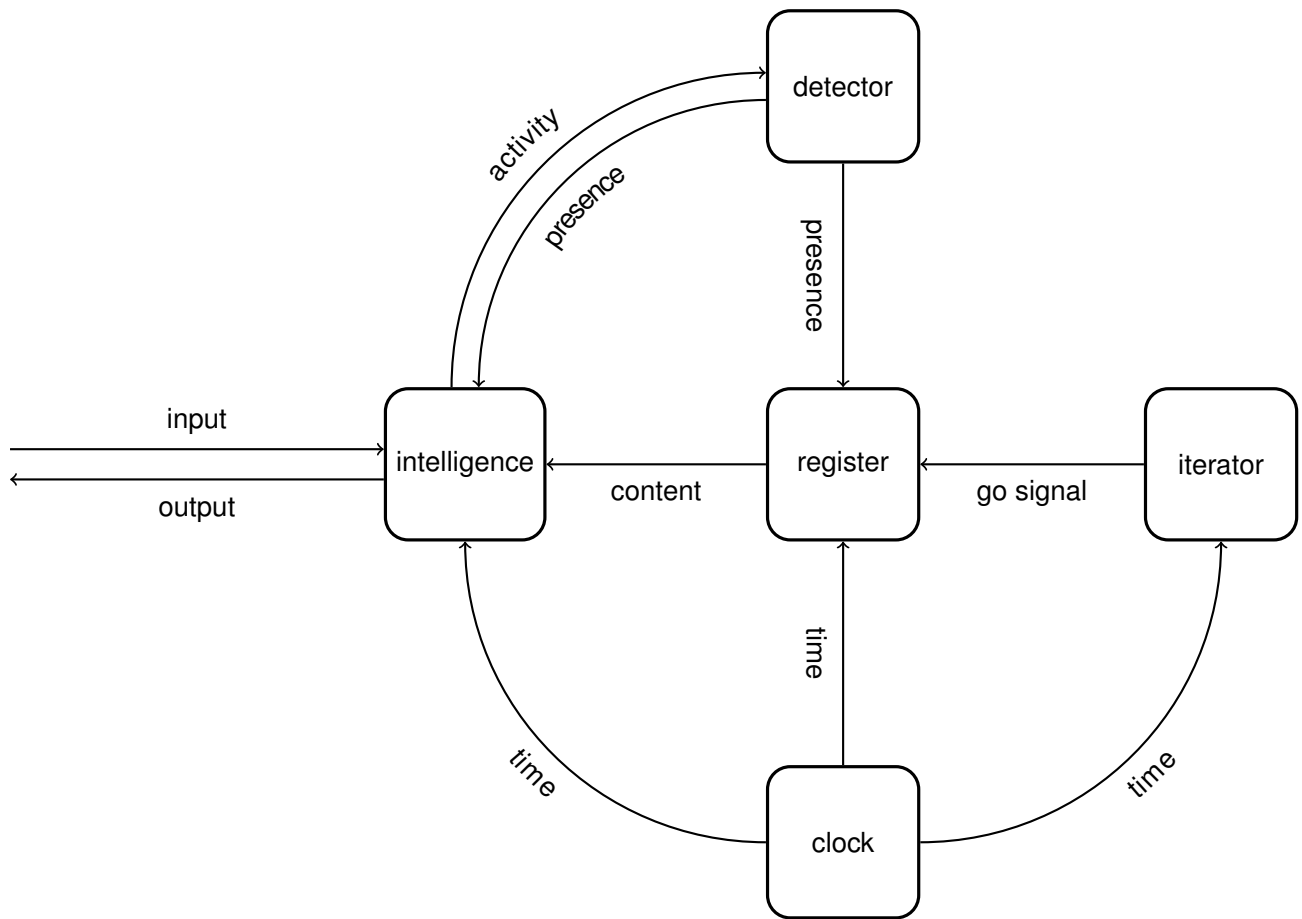 detector
activity
presence
presence
input
intelligence
register
iterator
content
go signal
output
time
time
time
clock